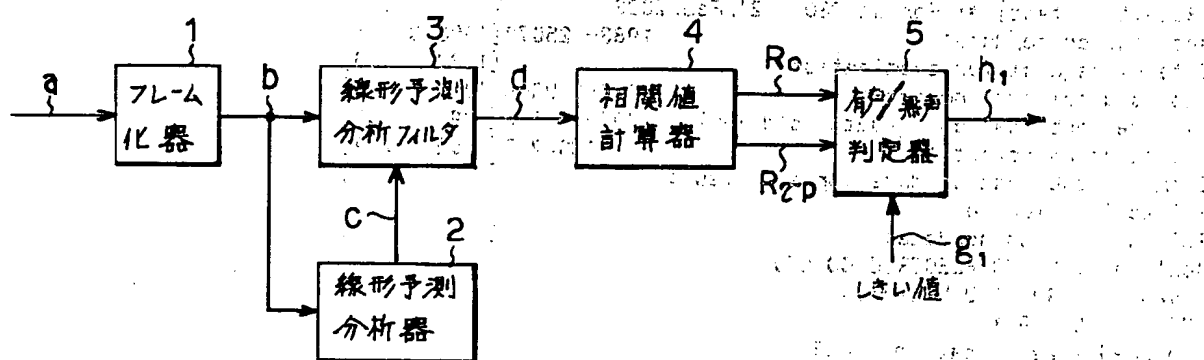 1
フレーム
化器
a
b
3
線形予測
分析フィルタ
c
2
線形予測
分析器
d
4
相関値
計算器
Ro
R2-p
5
有声/無声
判定器
h1
g1
しきい値